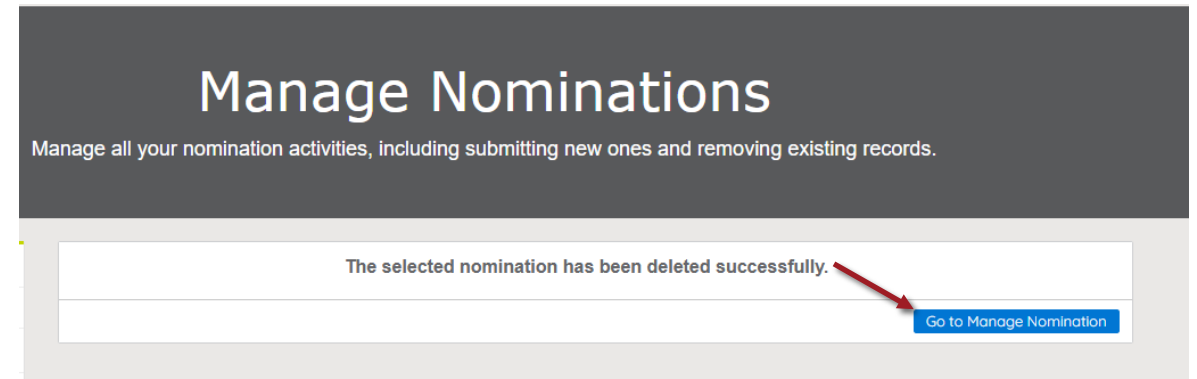 Manage Nominations
Manage all your nomination activities, including submitting new ones and removing existing records.
The selected nomination has been deleted successfully.
Go to Manage Nomination